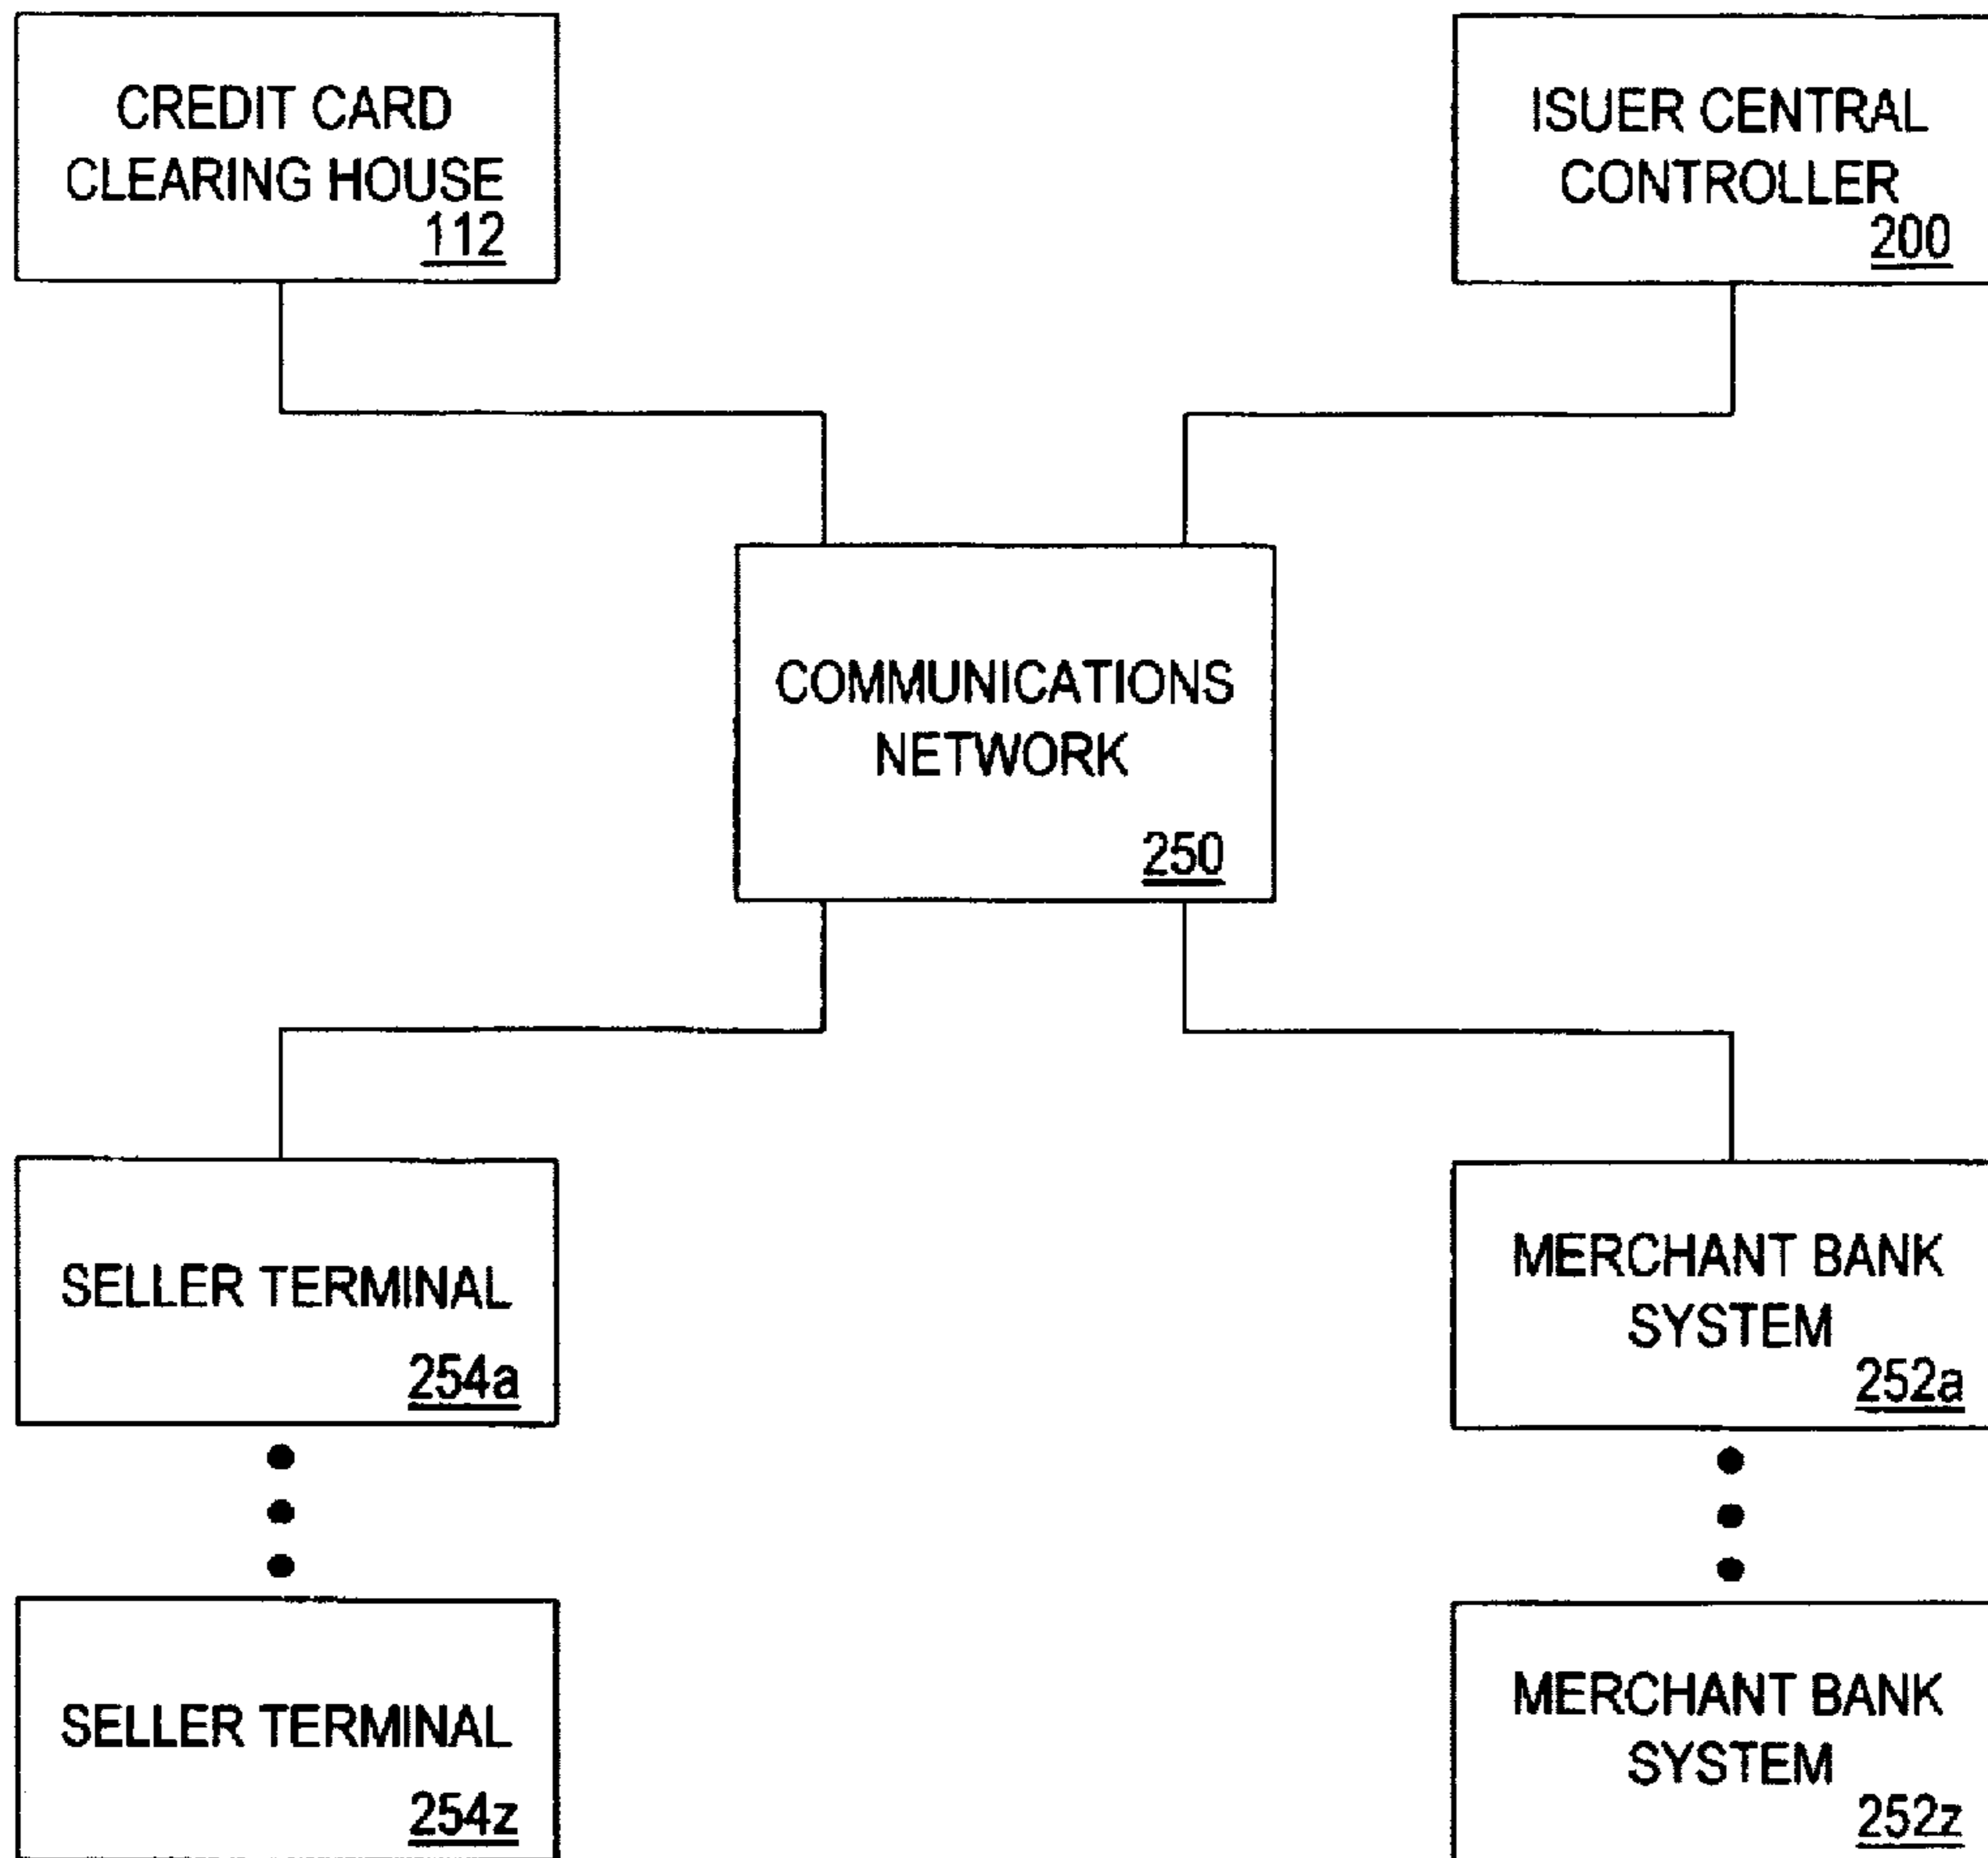 CREDIT CARD
CLEARING HOUSE
112
ISUER CENTRAL
CONTROLLER
200
COMMUNICATIONS
NETWORK
250
SELLER TERMINAL
254a
MERCHANT BANK
SYSTEM
252a
SELLER TERMINAL
254z
MERCHANT BANK
SYSTEM
252z